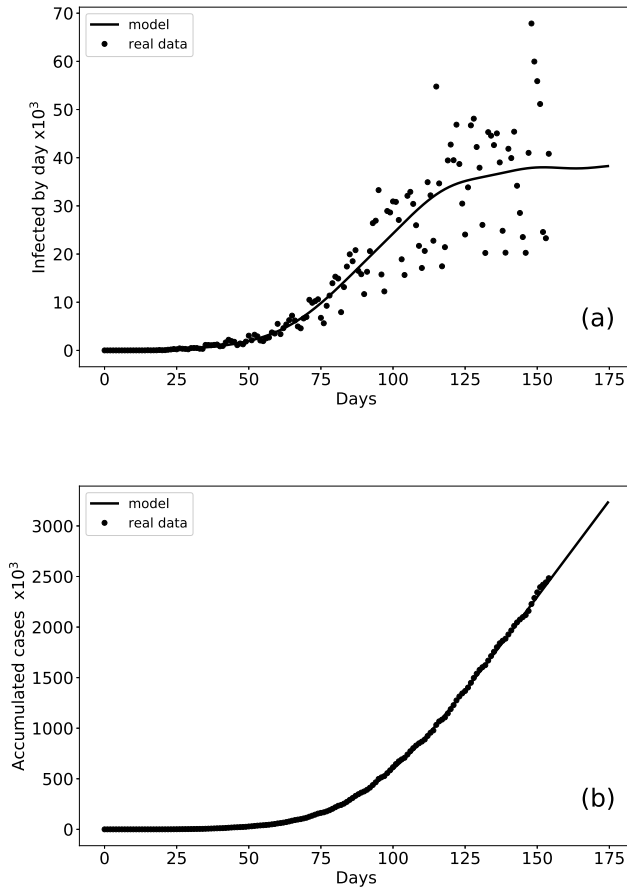 70
60
50
40
30
20
10
0
Infected by day x10³
model
real data
(a)
0 25 50 75 100 125 150 175
Days
3000
2500
2000
1500
1000
500
0
Accumulated cases x10³
model
real data
(b)
0 25 50 75 100 125 150 175
Days